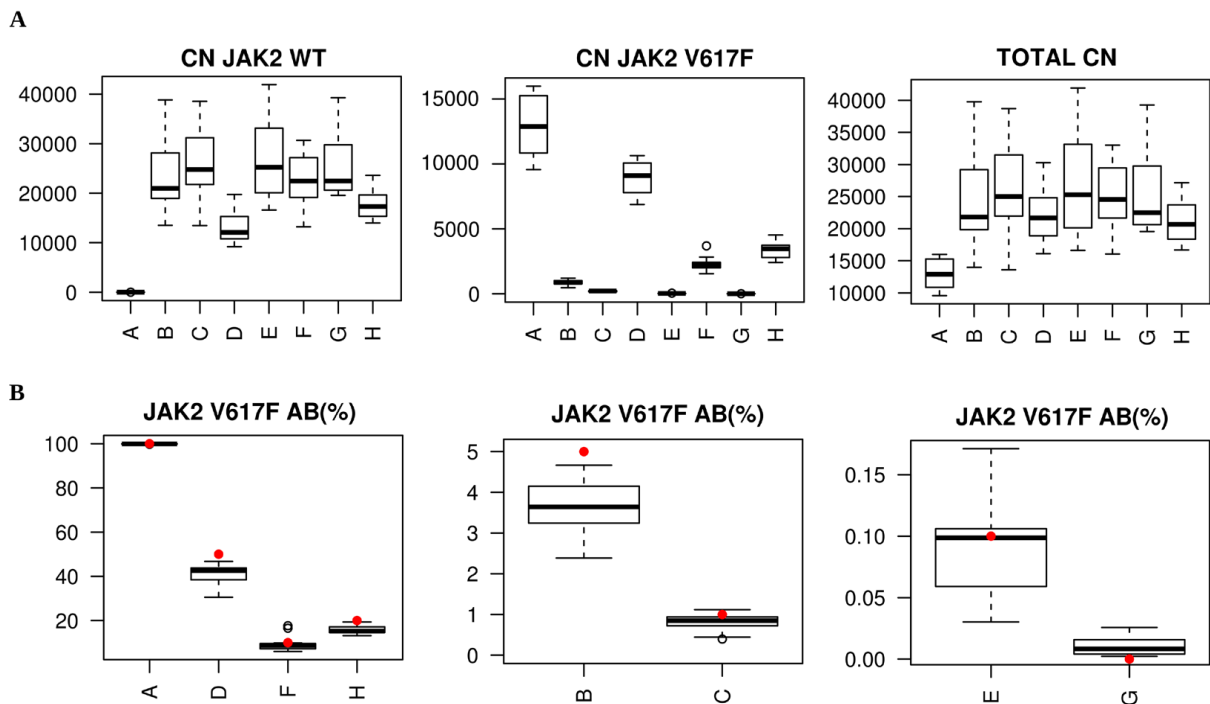 A
CN JAK2 WT
40000
30000
20000
10000
0
A B C D E F G H
CN JAK2 V617F
15000
10000
5000
0
A B C D E F G H
TOTAL CN
40000
35000
30000
25000
20000
15000
10000
A B C D E F G H
B
JAK2 V617F AB(%)
100
80
60
40
20
A D F H
JAK2 V617F AB(%)
5
4
3
2
1
0
B C
JAK2 V617F AB(%)
0.15
0.10
0.05
0.00
E G